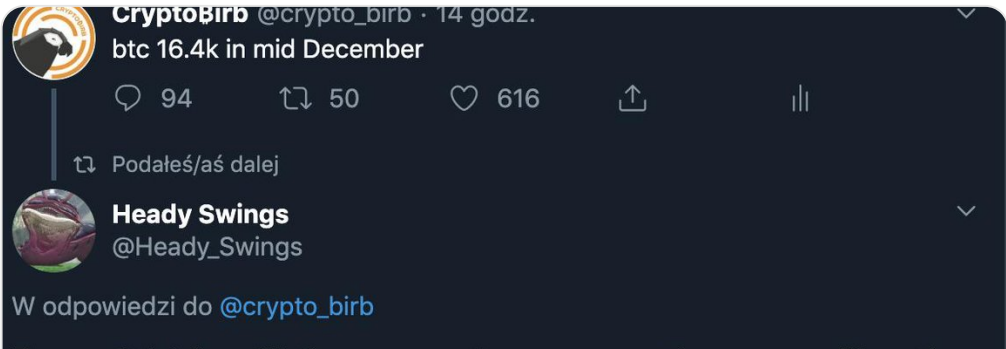 CryptoɃirb @crypto_birb · 14 godz.
btc 16.4k in mid December
94 50 616
Podałeś/aś dalej
Heady Swings
@Heady_Swings
W odpowiedzi do @crypto_birb